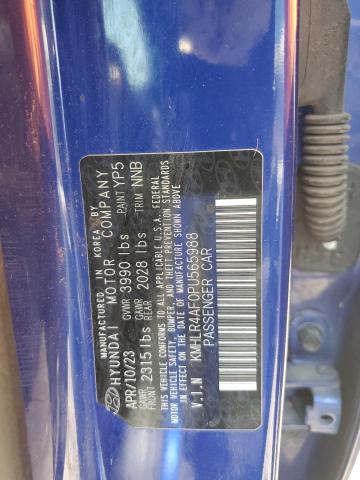 MANUFACTURED IN KOREA BY
HYUNDAI MOTOR COMPANY
APR/10/23 GVWR 3990 lbs PAINT YP5
GAWR FRONT 2315 lbs GAWR REAR 2028 lbs TRIM NNB
THIS VEHICLE CONFORMS TO ALL APPLICABLE U.S.A. FEDERAL
MOTOR VEHICLE SAFETY, BUMPER, AND THEFT PREVENTION
STANDARDS IN EFFECT ON THE DATE OF MANUFACTURE SHOWN ABOVE.
V.I.N KMHLR4AF0PU565988
PASSENGER CAR